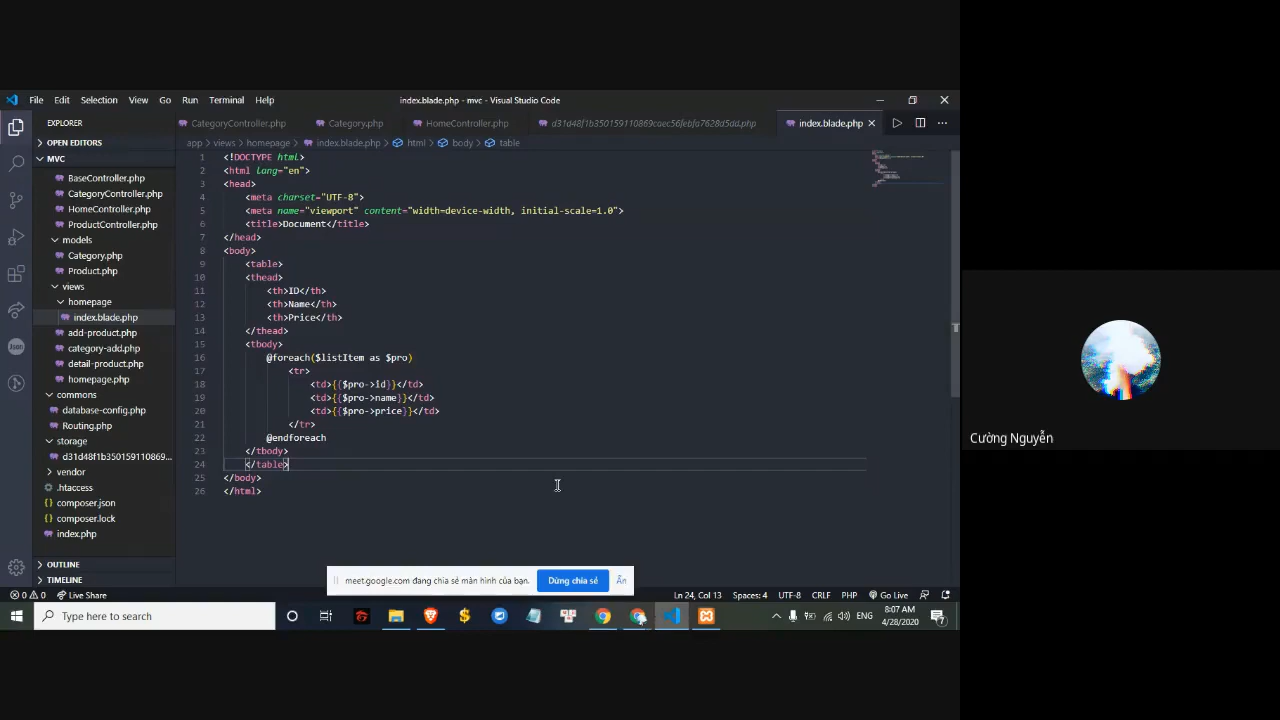 File Edit Selection View Go Run Terminal Help
index.blade.php - mvc - Visual Studio Code
EXPLORER
CategoryController.php
Category.php
HomeController.php
index.blade.php
OPEN EDITORS
MVC
BaseController.php
CategoryController.php
HomeController.php
ProductController.php
models
Category.php
Product.php
views
homepage
index.blade.php
add-product.php
category-add.php
detail-product.php
homepage.php
commons
database-config.php
Routing.php
storage
d31d48f1b350159110869...
vendor
.htaccess
composer.json
composer.lock
index.php
OUTLINE
TIMELINE
app > views > homepage > index.blade.php > html > body > table
1 <!DOCTYPE html>
2 <html lang="en">
3 <head>
4 <meta charset="UTF-8">
5 <meta name="viewport" content="width=device-width, initial-scale=1.0">
6 <title>Document</title>
7 </head>
8 <body>
9 <table>
10 <thead>
11 <th>ID</th>
12 <th>Name</th>
13 <th>Price</th>
14 </thead>
15 <tbody>
16 @foreach($listItem as $pro)
17 <tr>
18 <td>{{$pro->id}}</td>
19 <td>{{$pro->name}}</td>
20 <td>{{$pro->price}}</td>
21 </tr>
22 @endforeach
23 </tbody>
24 </table>
25 </body>
26 </html>
meet.google.com đang chia sẻ màn hình của bạn. Dừng chia sẻ Ẩn
0 0 Live Share
Ln 24, Col 13 Spaces: 4 UTF-8 CRLF PHP Go Live
Type here to search
ENG
8:07 AM
4/28/2020
7
Cường Nguyễn